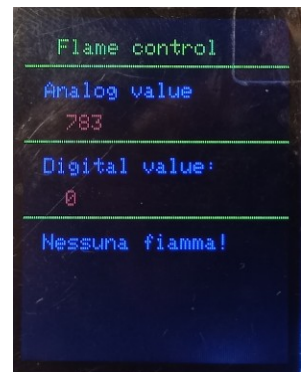 Flame control
Analog value
783
Digital value:
0
Nessuna fiamma!